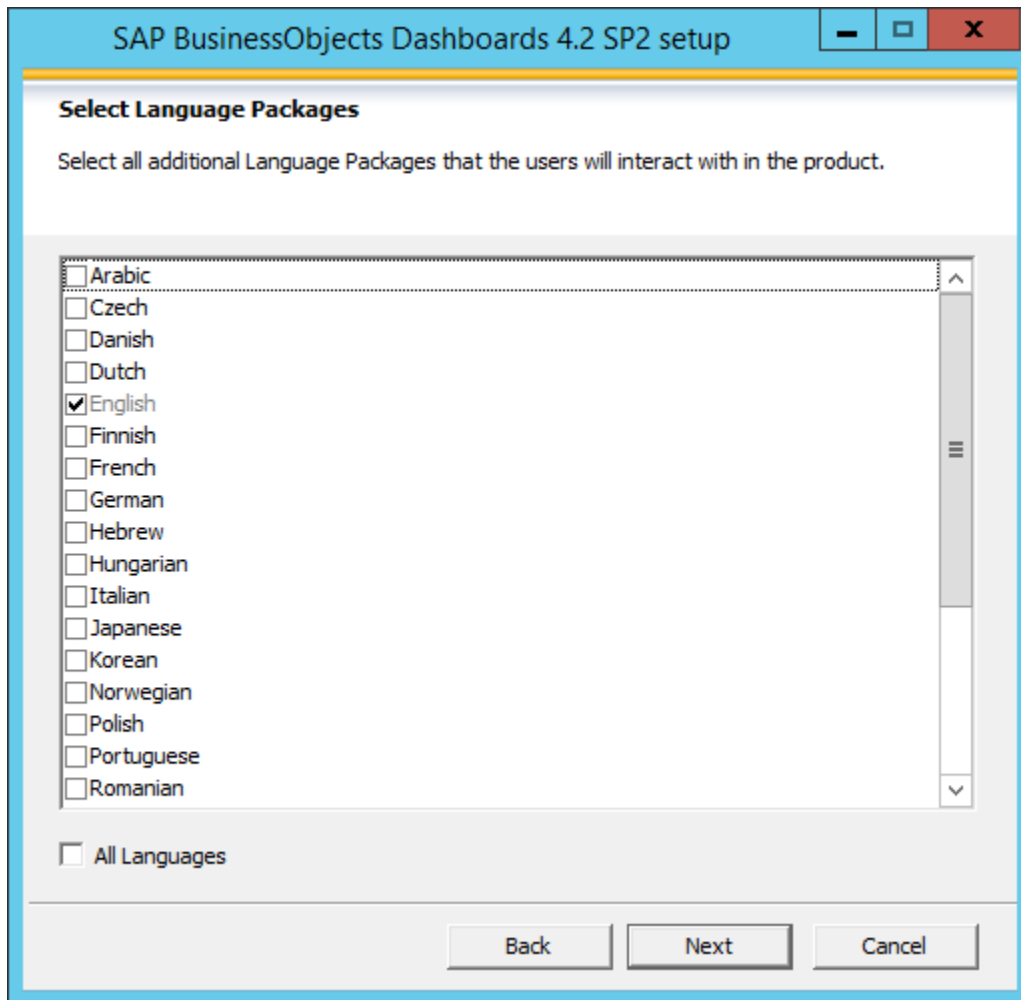 SAP BusinessObjects Dashboards 4.2 SP2 setup
Select Language Packages
Select all additional Language Packages that the users will interact with in the product.
Arabic
Czech
Danish
Dutch
English
Finnish
French
German
Hebrew
Hungarian
Italian
Japanese
Korean
Norwegian
Polish
Portuguese
Romanian
All Languages
Back Next Cancel